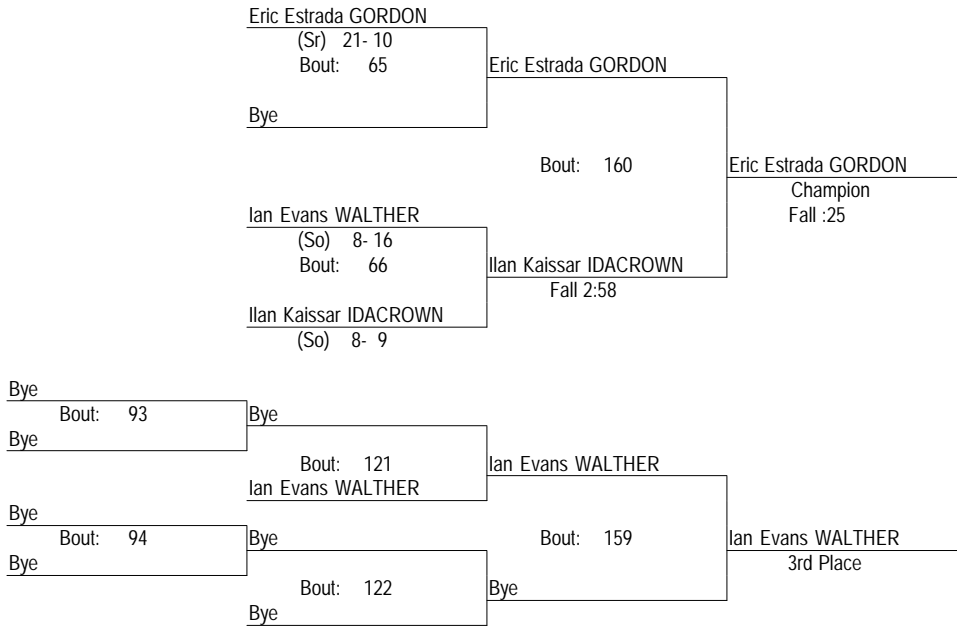 Eric Estrada GORDON
(Sr) 21- 10
Bout: 65
Eric Estrada GORDON
Bye
Bout: 160
Eric Estrada GORDON
Champion
Fall :25
Ian Evans WALTHER
(So) 8- 16
Bout: 66
Ilan Kaissar IDACROWN
Fall 2:58
Ilan Kaissar IDACROWN
(So) 8- 9
Bye
Bout: 93
Bye
Bye
Bout: 121
Ian Evans WALTHER
Ian Evans WALTHER
Bye
Bout: 94
Bye
Bye
Bout: 159
Ian Evans WALTHER
3rd Place
Bout: 122
Bye
Bye